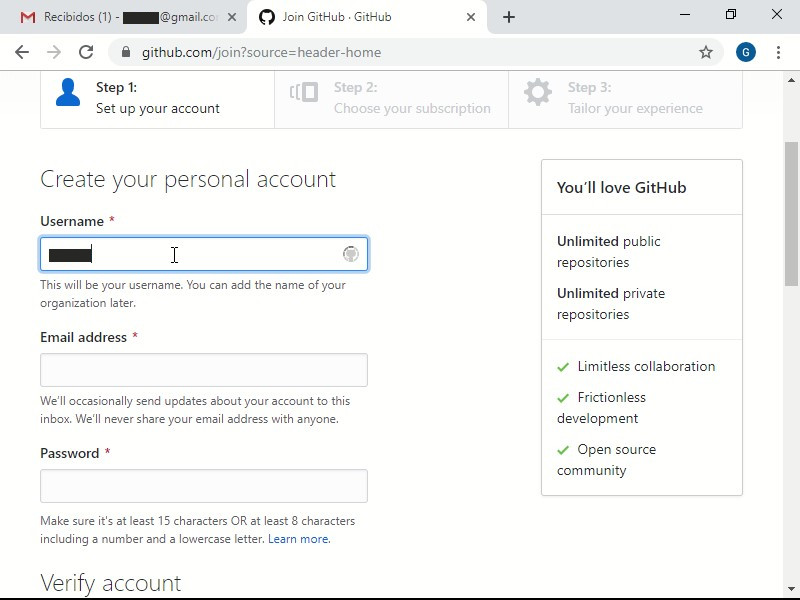 Recibidos (1) - @gmail.co
Join GitHub · GitHub
github.com/join?source=header-home
G
Step 1:
Set up your account
Step 2:
Choose your subscription
Step 3:
Tailor your experience
Create your personal account
Username *
This will be your username. You can add the name of your
organization later.
Email address *
We'll occasionally send updates about your account to this
inbox. We'll never share your email address with anyone.
Password *
Make sure it's at least 15 characters OR at least 8 characters
including a number and a lowercase letter. Learn more.
Verify account
You'll love GitHub
Unlimited public
repositories
Unlimited private
repositories
Limitless collaboration
Frictionless
development
Open source
community